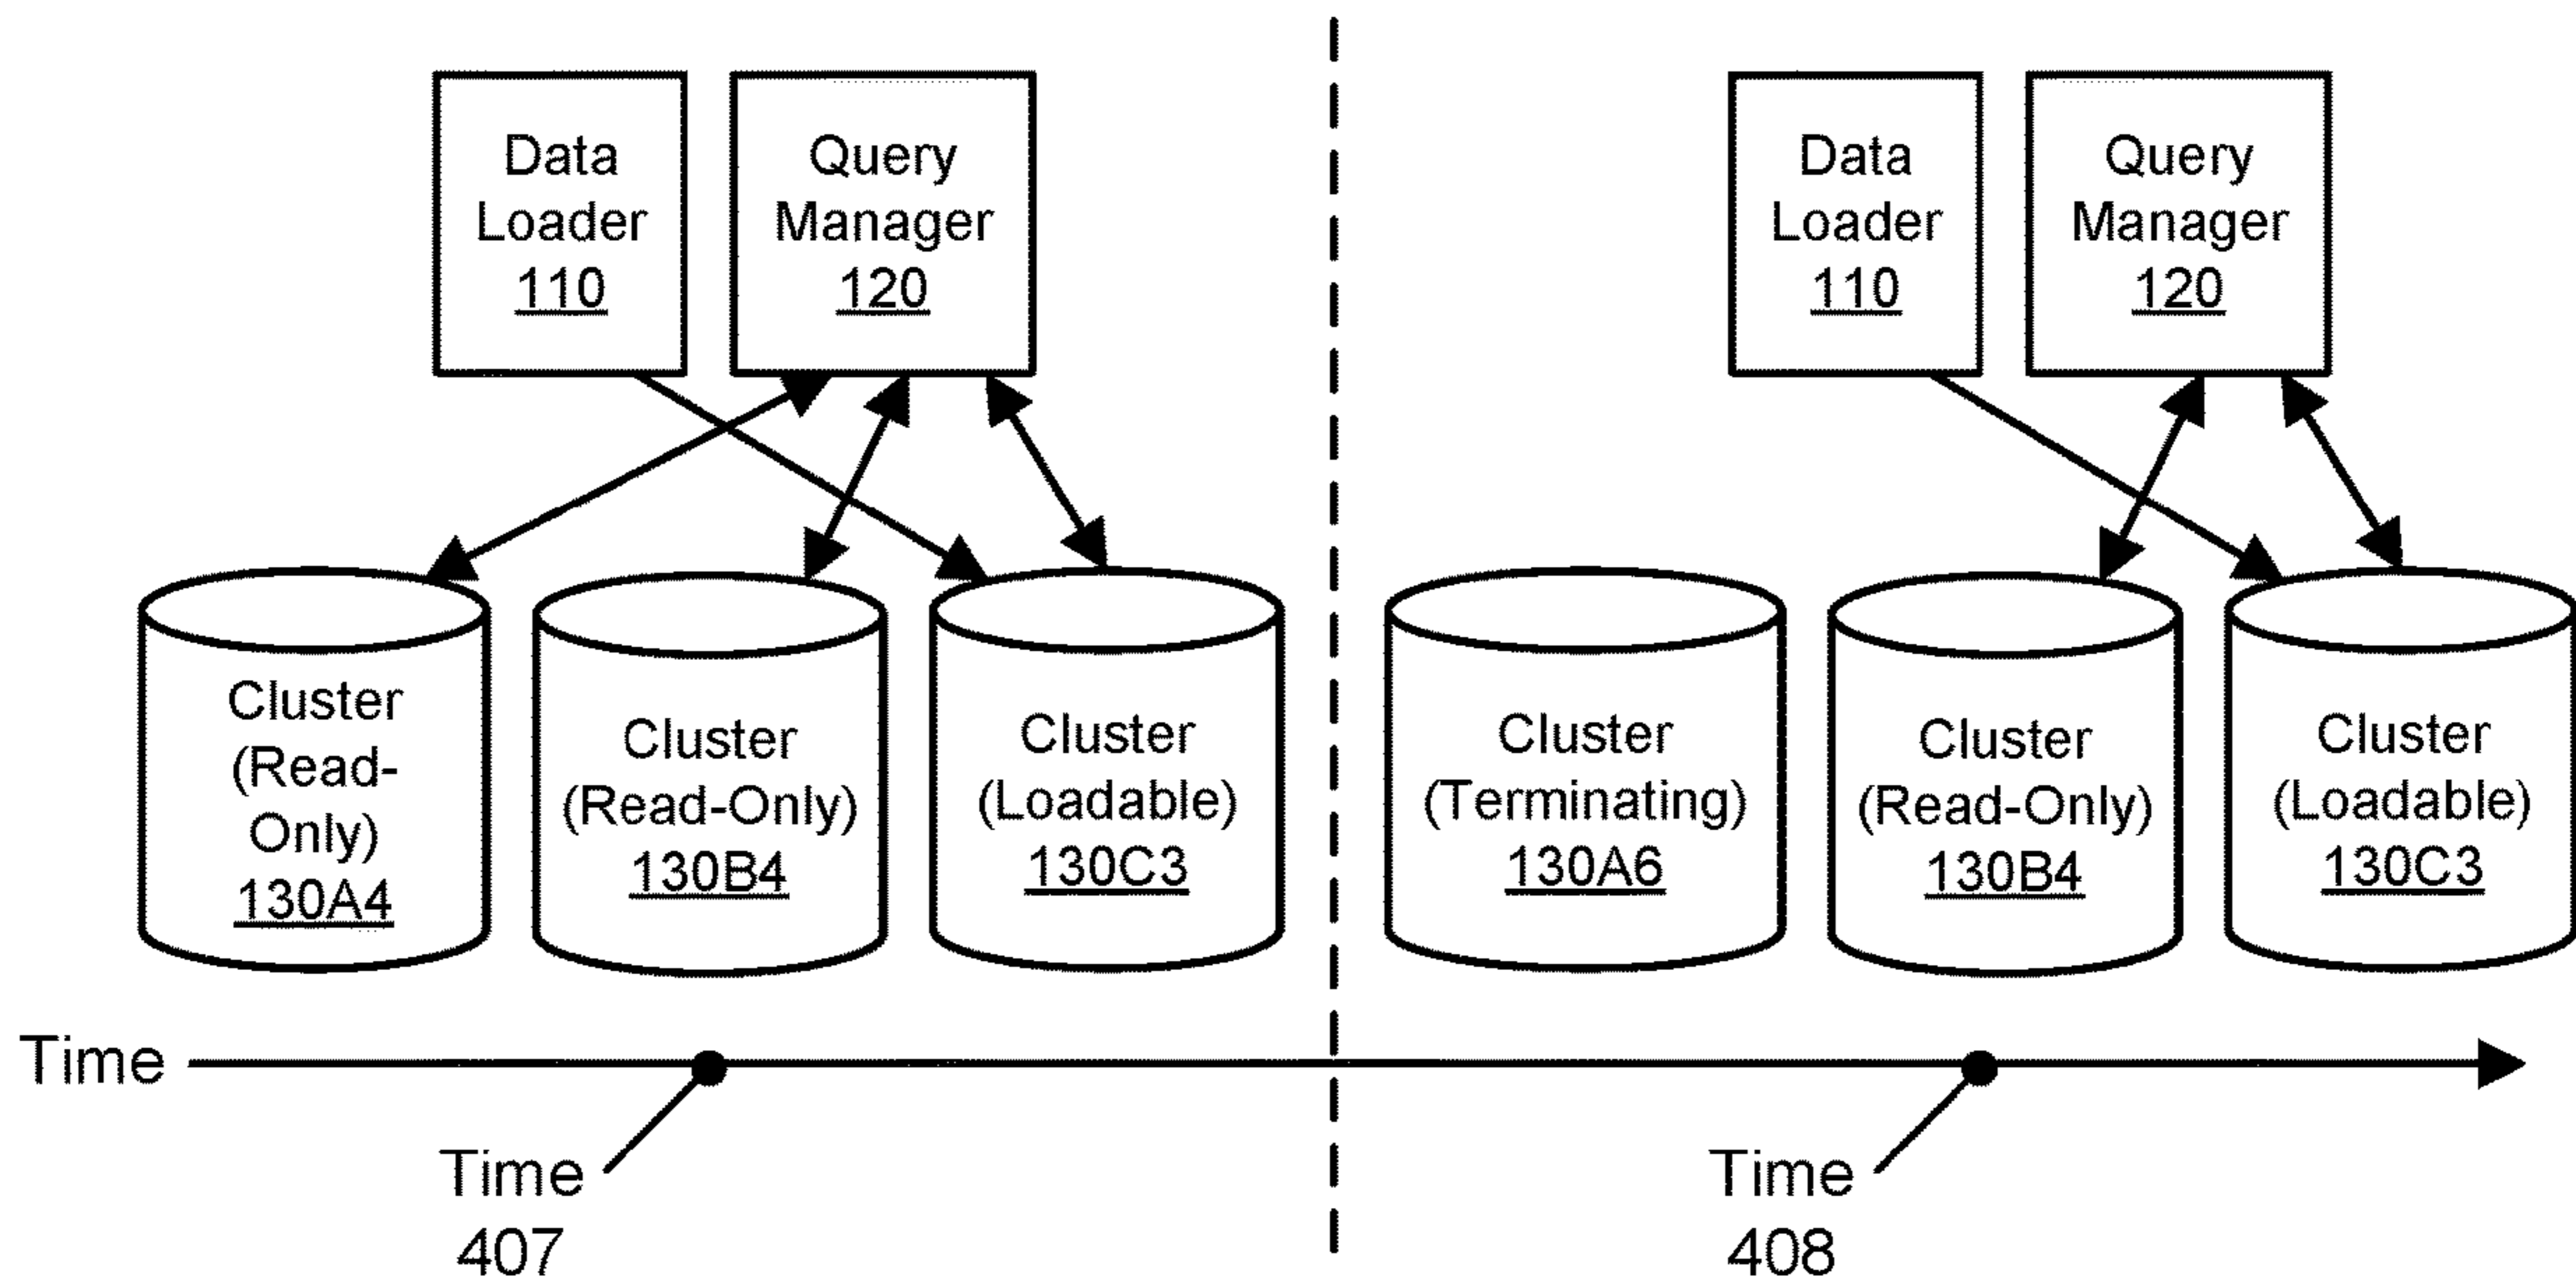 Data
Loader
110
Query
Manager
120
Data
Loader
110
Query
Manager
120
Cluster
(Read-
Only)
130A4
Cluster
(Read-Only)
130B4
Cluster
(Loadable)
130C3
Cluster
(Terminating)
130A6
Cluster
(Read-Only)
130B4
Cluster
(Loadable)
130C3
Time
Time
407
Time
408